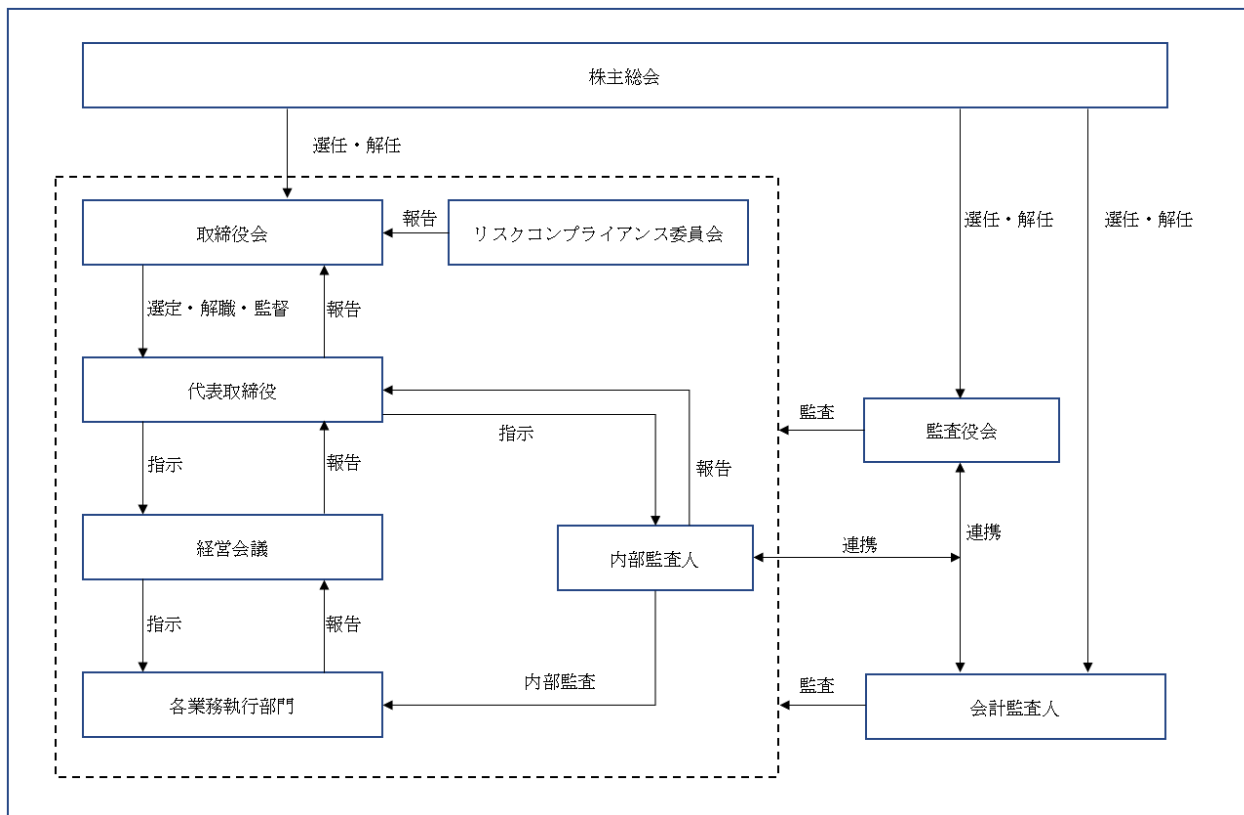 株主総会
選任・解任
選任・解任
選任・解任
取締役会
報告
リスクコンプライアンス委員会
選定・解職・監督
報告
代表取締役
指示
監査
監査役会
指示
報告
報告
経営会議
内部監査人
連携
連携
指示
報告
内部監査
監査
各業務執行部門
会計監査人